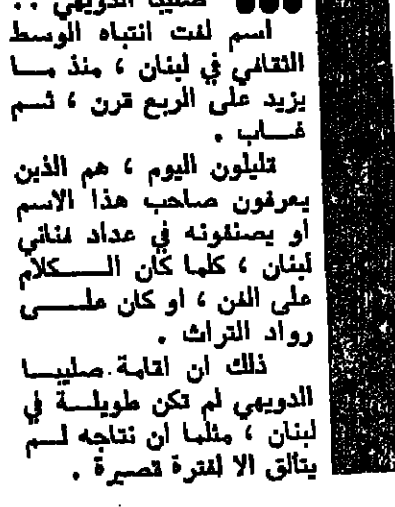 ●●● صليبا الدويهي ..
اسم لفت انتباه الوسط
الثقافي في لبنان ، منذ ما
يزيد على الربع قرن ، ثم
غاب .
قليلون اليوم ، هم الذين
يعرفون صاحب هذا الاسم
أو يصنفونه في عداد فناني
لبنان ، كلما كان الكلام
على الفن ، او كان على
رواد التراث .
ذلك ان اقامة صليبا
الدويهي لم تكن طويلة في
لبنان ، مثلما ان نتاجه لم
يتألق الا لفترة قصيرة .